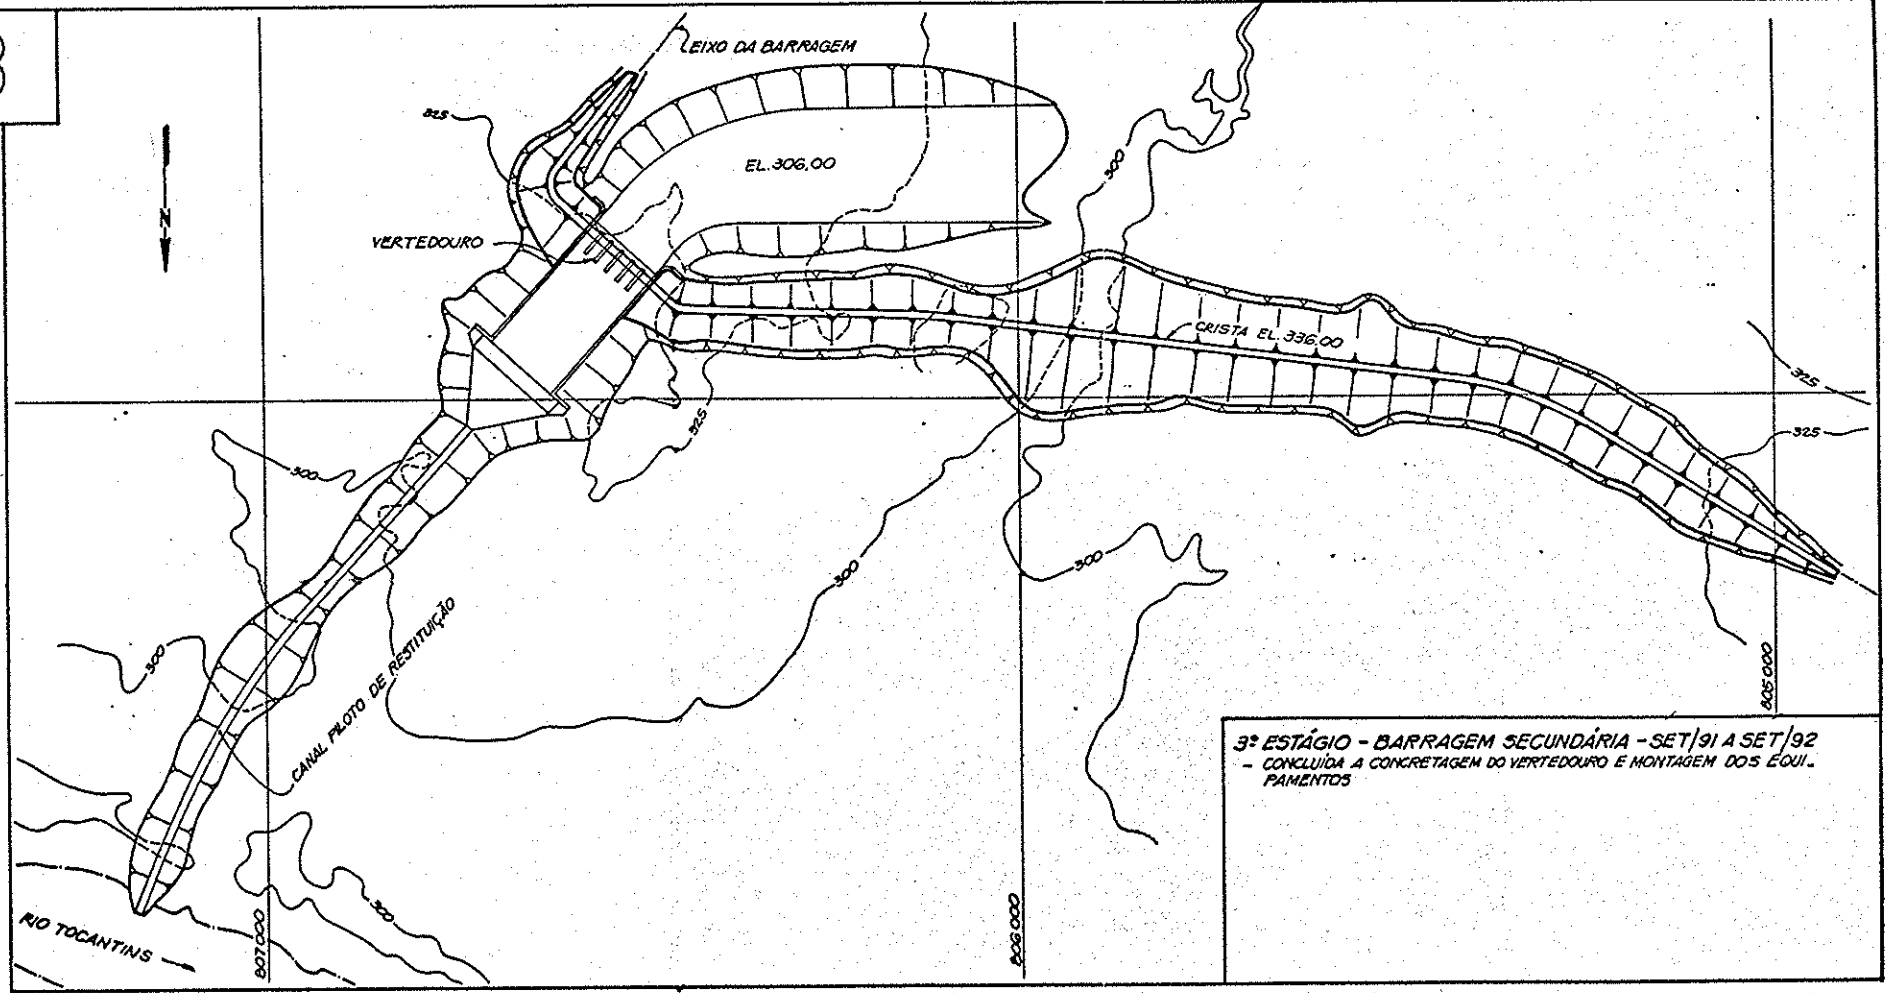 EIXO DA BARRAGEM
325
EL.306,00
300
N
VERTEDOURO
CRISTA EL.336.00
325
325
325
300
300
300
300
CANAL PILOTO DE RESTITUIÇÃO
300
RIO TOCANTINS
807000
806000
805000
3º ESTÁGIO - BARRAGEM SECUNDÁRIA - SET/91 A SET/92
- CONCLUÍDA A CONCRETAGEM DO VERTEDOURO E MONTAGEM DOS EQUI-
PAMENTOS